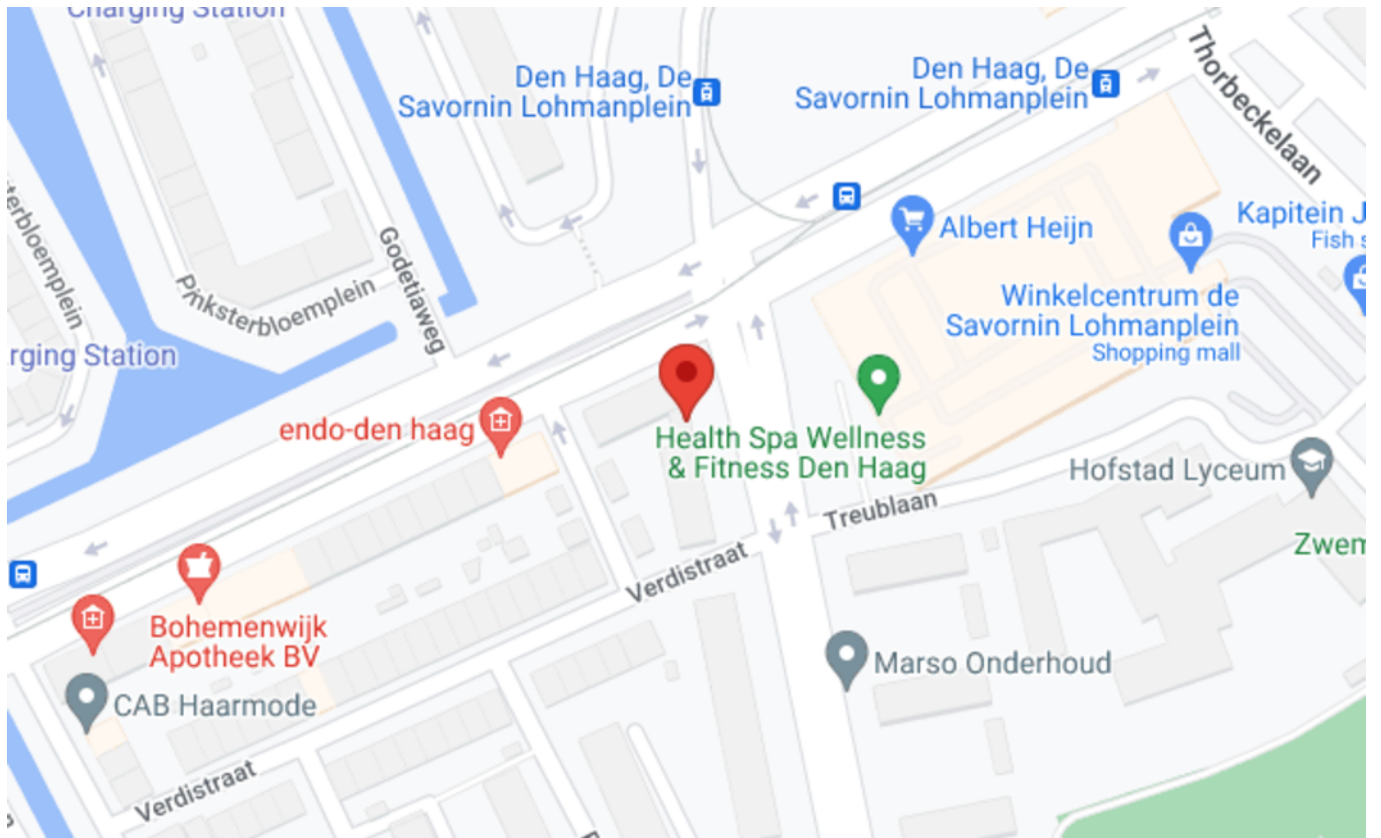 Charging Station
Den Haag, De
Savornin Lohmanplein
Den Haag, De
Savornin Lohmanplein
Thorbeckelaan
Albert Heijn
Kapitein J
Fish s
Winkelcentrum de
Savornin Lohmanplein
Shopping mall
Godetiaweg
Pinksterbloemplein
sterbloemplein
rging Station
endo-den haag
Health Spa Wellness
& Fitness Den Haag
Hofstad Lyceum
Treublaan
Zwem
Verdistraat
Bohemenwijk
Apotheek BV
Marso Onderhoud
CAB Haarmode
Verdistraat